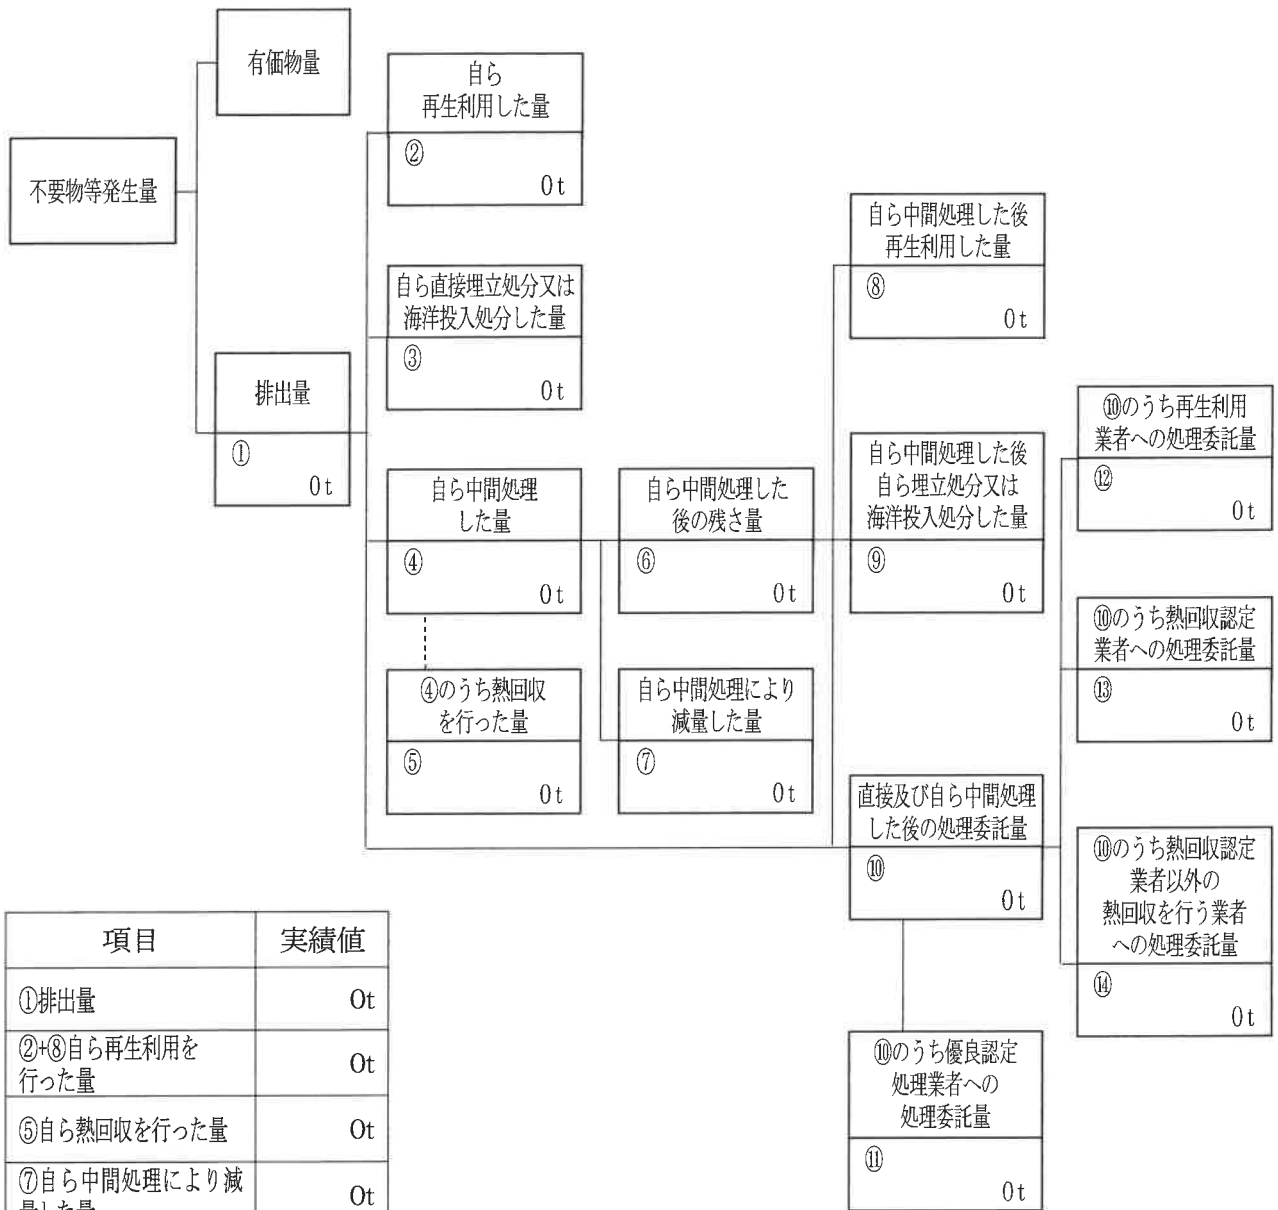 不要物等発生量
有価物量
排出量
①
0t
自ら
再生利用した量
②
0t
自ら直接埋立処分又は
海洋投入処分した量
③
0t
自ら中間処理
した量
④
0t
④のうち熱回収
を行った量
⑤
0t
自ら中間処理した
後の残さ量
⑥
0t
自ら中間処理により
減量した量
⑦
0t
自ら中間処理した後
再生利用した量
⑧
0t
自ら中間処理した後
自ら埋立処分又は
海洋投入処分した量
⑨
0t
直接及び自ら中間処理
した後の処理委託量
⑩
0t
⑩のうち優良認定
処理業者への
処理委託量
⑪
0t
⑩のうち再生利用
業者への処理委託量
⑫
0t
⑩のうち熱回収認定
業者への処理委託量
⑬
0t
⑩のうち熱回収認定
業者以外の
熱回収を行う業者
への処理委託量
⑭
0t
項目 実績値
①排出量 0t
②+⑧自ら再生利用を
行った量 0t
⑤自ら熱回収を行った量 0t
⑦自ら中間処理により減
量した量 0t